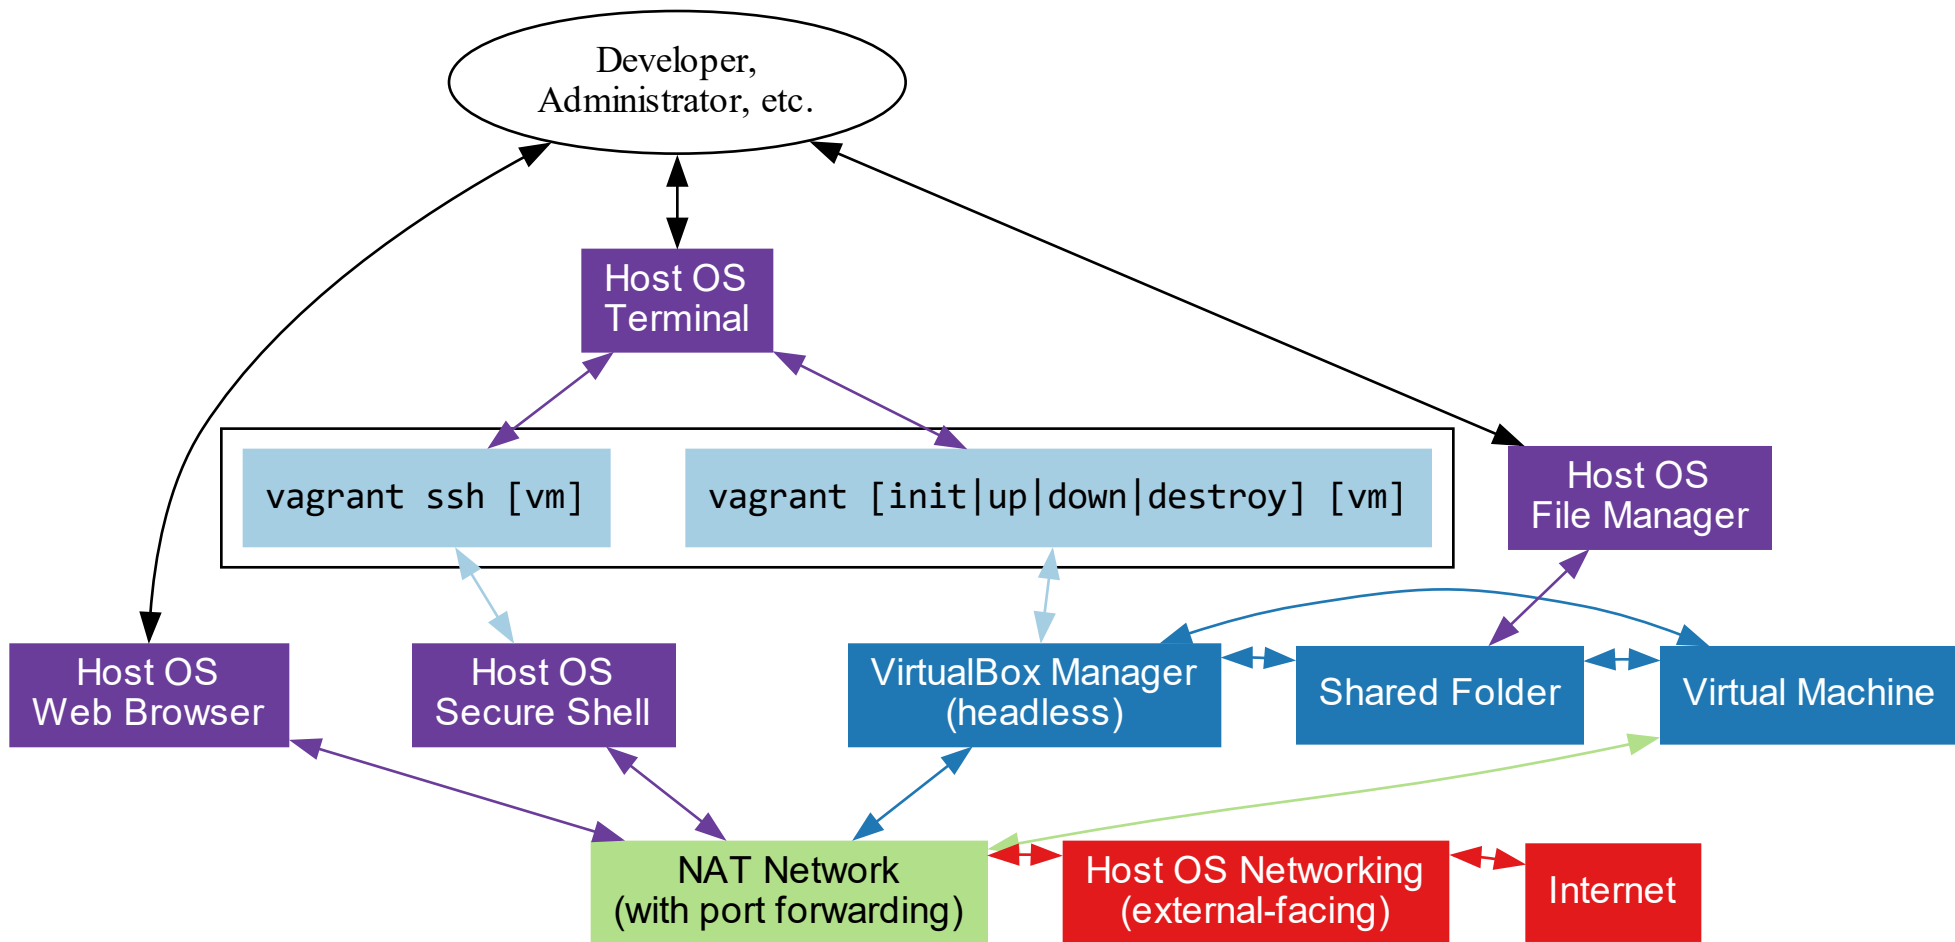 Developer,
Administrator, etc.
Host OS
Terminal
vagrant ssh [vm]
vagrant [init|up|down|destroy] [vm]
Host OS
File Manager
Host OS
Web Browser
Host OS
Secure Shell
VirtualBox Manager
(headless)
Shared Folder
Virtual Machine
NAT Network
(with port forwarding)
Host OS Networking
(external-facing)
Internet